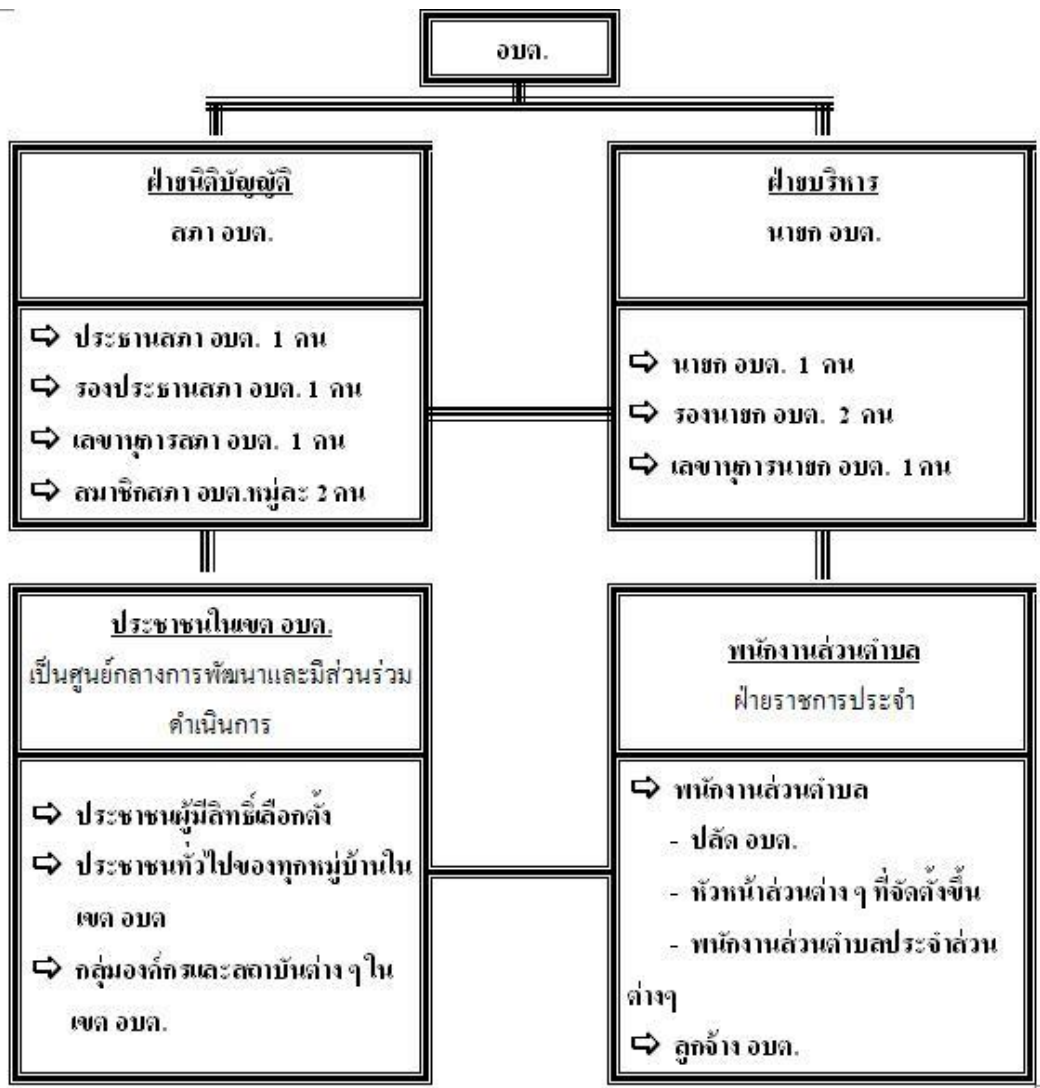 อบต.
ฝ่ายนิติบัญญัติ
สภา อบต.
⇨ ประธานสภา อบต. 1 คน
⇨ รองประธานสภา อบต. 1 คน
⇨ เลขานุการสภา อบต. 1 คน
⇨ สมาชิกสภา อบต.หมู่ละ 2 คน
ฝ่ายบริหาร
นายก อบต.
⇨ นายก อบต. 1 คน
⇨ รองนายก อบต. 2 คน
⇨ เลขานุการนายก อบต. 1 คน
ประชาชนในเขต อบต.
เป็นศูนย์กลางการพัฒนาและมีส่วนร่วม
ดำเนินการ
⇨ ประชาชนผู้มีสิทธิ์เลือกตั้ง
⇨ ประชาชนทั่วไปของทุกหมู่บ้านใน
เขต อบต
⇨ กลุ่มองค์กรและสถาบันต่าง ๆ ใน
เขต อบต.
พนักงานส่วนตำบล
ฝ่ายราชการประจำ
⇨ พนักงานส่วนตำบล
- ปลัด อบต.
- หัวหน้าส่วนต่าง ๆ ที่จัดตั้งขึ้น
- พนักงานส่วนตำบลประจำส่วน
ต่างๆ
⇨ ลูกจ้าง อบต.